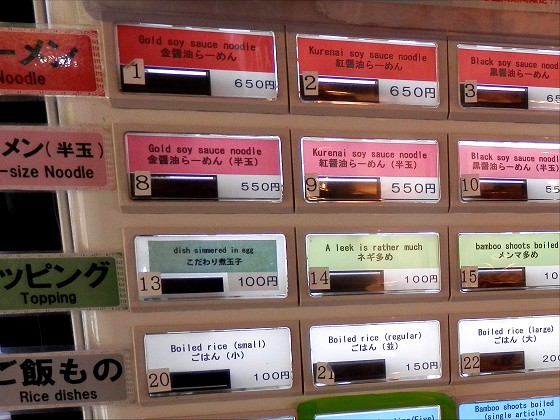 ーメン
Noodle
Gold soy sauce noodle
金醤油らーめん
1
650円
Kurenai soy sauce noodle
紅醤油らーめん
2
650円
Black soy sauce noodle
黒醤油らーめん
3
メン(半玉)
-size Noodle
Gold soy sauce noodle
金醤油らーめん(半玉)
8
550円
Kurenai soy sauce noodle
紅醤油らーめん(半玉)
9
550円
Black soy sauce noodle
黒醤油らーめん(半玉)
10
ッピング
Topping
dish simmered in egg
こだわり煮玉子
13
100円
A leek is rather much
ネギ多め
14
100円
bamboo shoots boiled
メンマ多め
15
ご飯もの
Rice dishes
Boiled rice (small)
ごはん(小)
20
100円
Boiled rice (regular)
ごはん(並)
21
150円
Boiled rice (large)
ごはん(大)
22
200
Bamboo shoots boiled
(single article)